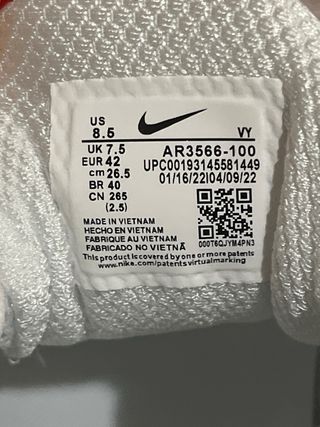 US
8.5
VY
UK 7.5
AR3566-100
EUR 42
UPC00193145581449
cm 26.5
01/16/22/04/09/22
BR 40
CN 265
(2.5)
MADE IN VIETNAM
HECHO EN VIETNAM
FABRIQUE AU VIETNAM
FABRICADO NO VIETNÃ
000T6QJYM4PN3
This product is covered by one or more patents
www.nike.com/patentsvirtualmarking